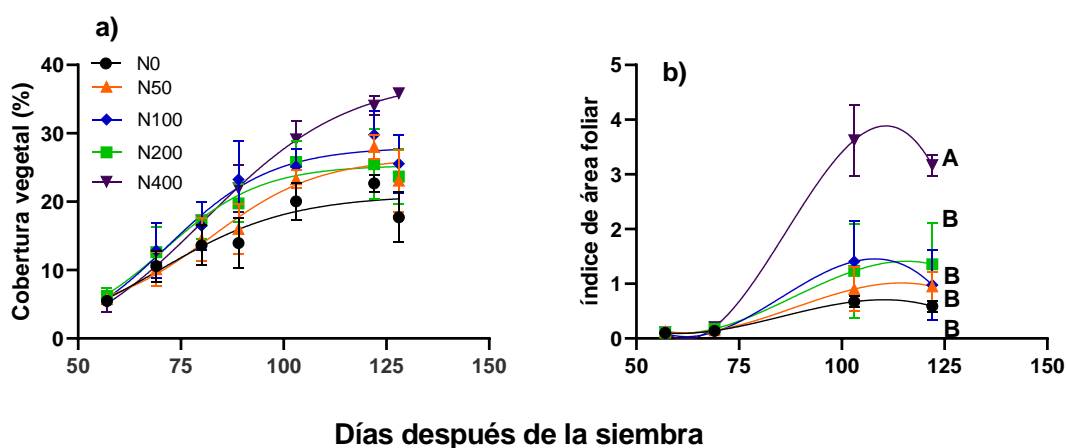 a)
N0
N50
N100
N200
N400
Cobertura vegetal (%)
40
30
20
10
0
50
75
100
125
150
b)
índice de área foliar
5
4
3
2
1
0
A
B
B
B
B
50
75
100
125
150
Días después de la siembra